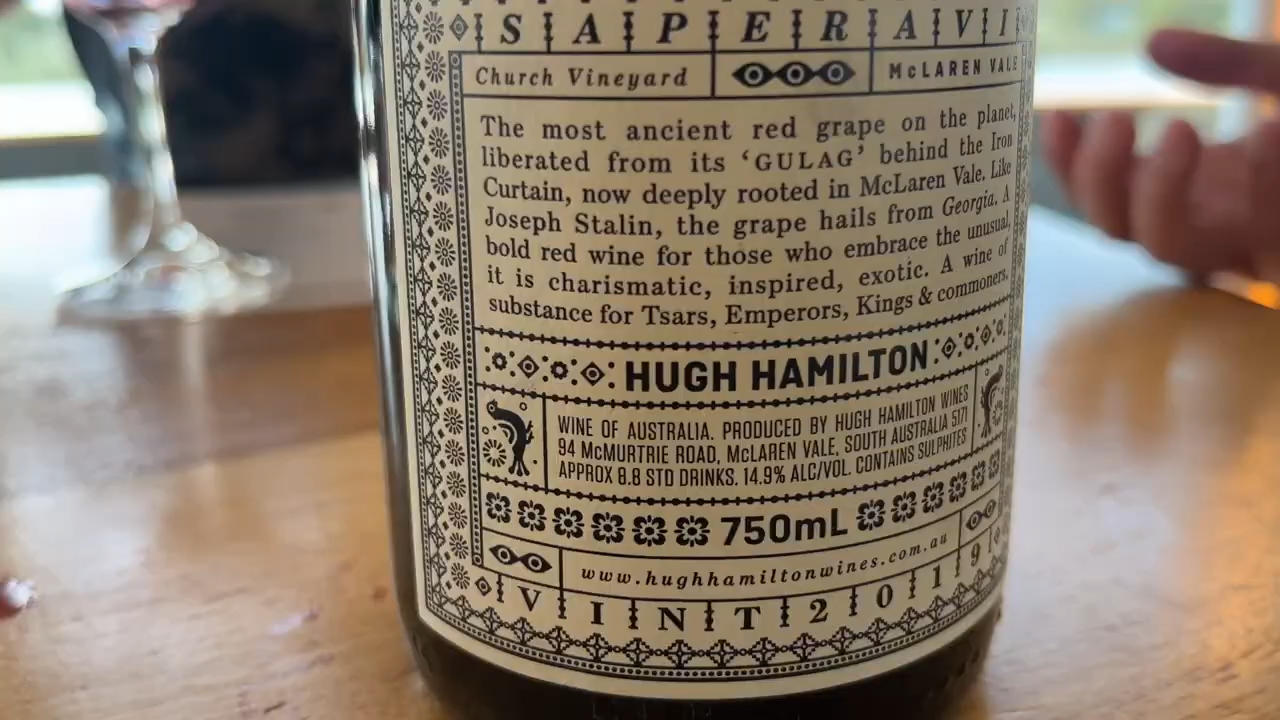 SAPERAVI
Church Vineyard
McLAREN VALE
The most ancient red grape on the planet,
liberated from its ‘GULAG’ behind the Iron
Curtain, now deeply rooted in McLaren Vale. Like
Joseph Stalin, the grape hails from Georgia. A
bold red wine for those who embrace the unusual,
it is charismatic, inspired, exotic. A wine of
substance for Tsars, Emperors, Kings & commoners.
HUGH HAMILTON
WINE OF AUSTRALIA. PRODUCED BY HUGH HAMILTON WINES
94 McMURTRIE ROAD, McLAREN VALE, SOUTH AUSTRALIA 5171
APPROX 8.8 STD DRINKS. 14.9% ALC/VOL. CONTAINS SULPHITES
750mL
www.hughhamiltonwines.com.au
VINT2019